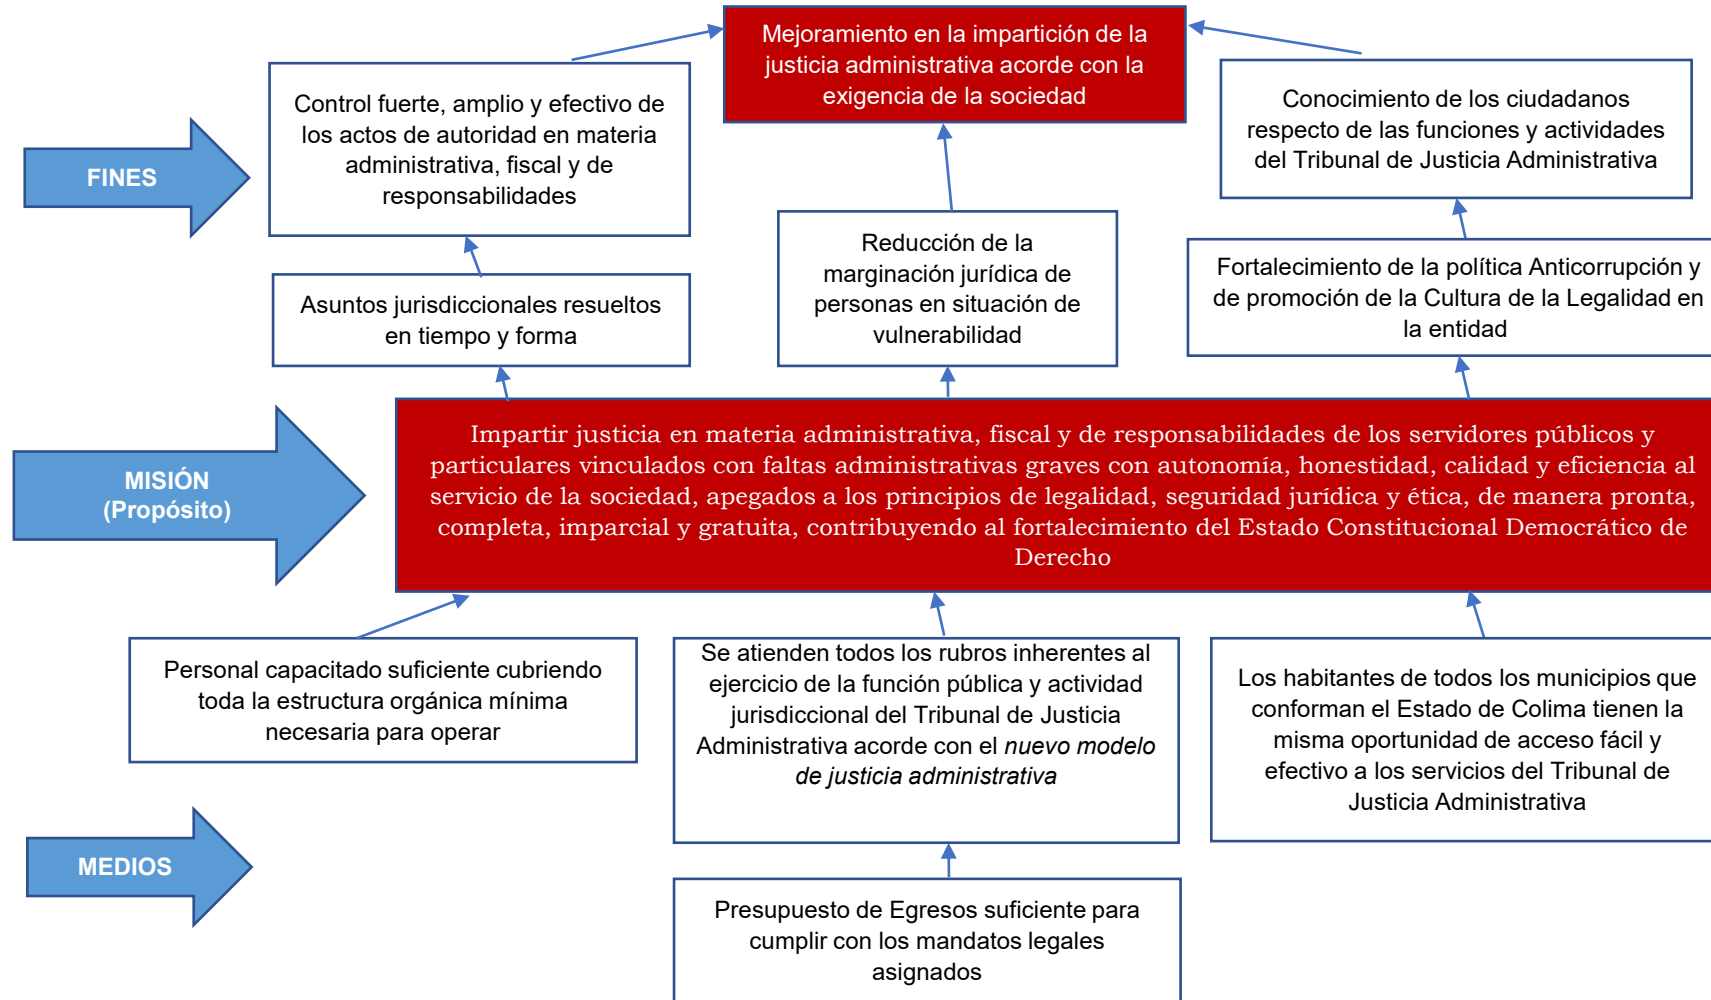 Mejoramiento en la impartición de la
justicia administrativa acorde con la
exigencia de la sociedad
FINES
Control fuerte, amplio y efectivo de
los actos de autoridad en materia
administrativa, fiscal y de
responsabilidades
Conocimiento de los ciudadanos
respecto de las funciones y actividades
del Tribunal de Justicia Administrativa
Asuntos jurisdiccionales resueltos
en tiempo y forma
Reducción de la
marginación jurídica de
personas en situación de
vulnerabilidad
Fortalecimiento de la política Anticorrupción y
de promoción de la Cultura de la Legalidad en
la entidad
MISIÓN
(Propósito)
Impartir justicia en materia administrativa, fiscal y de responsabilidades de los servidores públicos y
particulares vinculados con faltas administrativas graves con autonomía, honestidad, calidad y eficiencia al
servicio de la sociedad, apegados a los principios de legalidad, seguridad jurídica y ética, de manera pronta,
completa, imparcial y gratuita, contribuyendo al fortalecimiento del Estado Constitucional Democrático de
Derecho
Personal capacitado suficiente cubriendo
toda la estructura orgánica mínima
necesaria para operar
Se atienden todos los rubros inherentes al
ejercicio de la función pública y actividad
jurisdiccional del Tribunal de Justicia
Administrativa acorde con el nuevo modelo
de justicia administrativa
Los habitantes de todos los municipios que
conforman el Estado de Colima tienen la
misma oportunidad de acceso fácil y
efectivo a los servicios del Tribunal de
Justicia Administrativa
MEDIOS
Presupuesto de Egresos suficiente para
cumplir con los mandatos legales
asignados